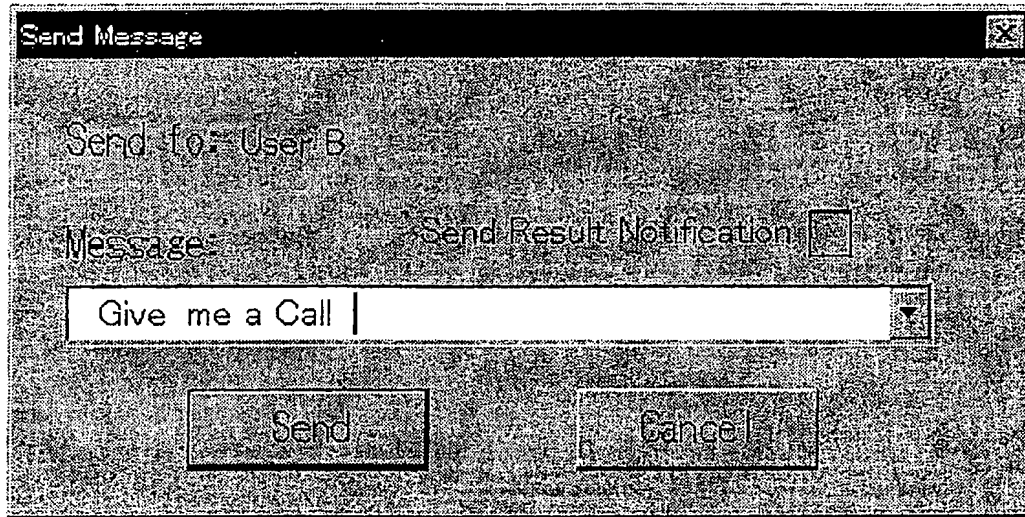 Send Message
Send to: User B
Send Result Notification
Message:
Give me a Call
Send
Cancel